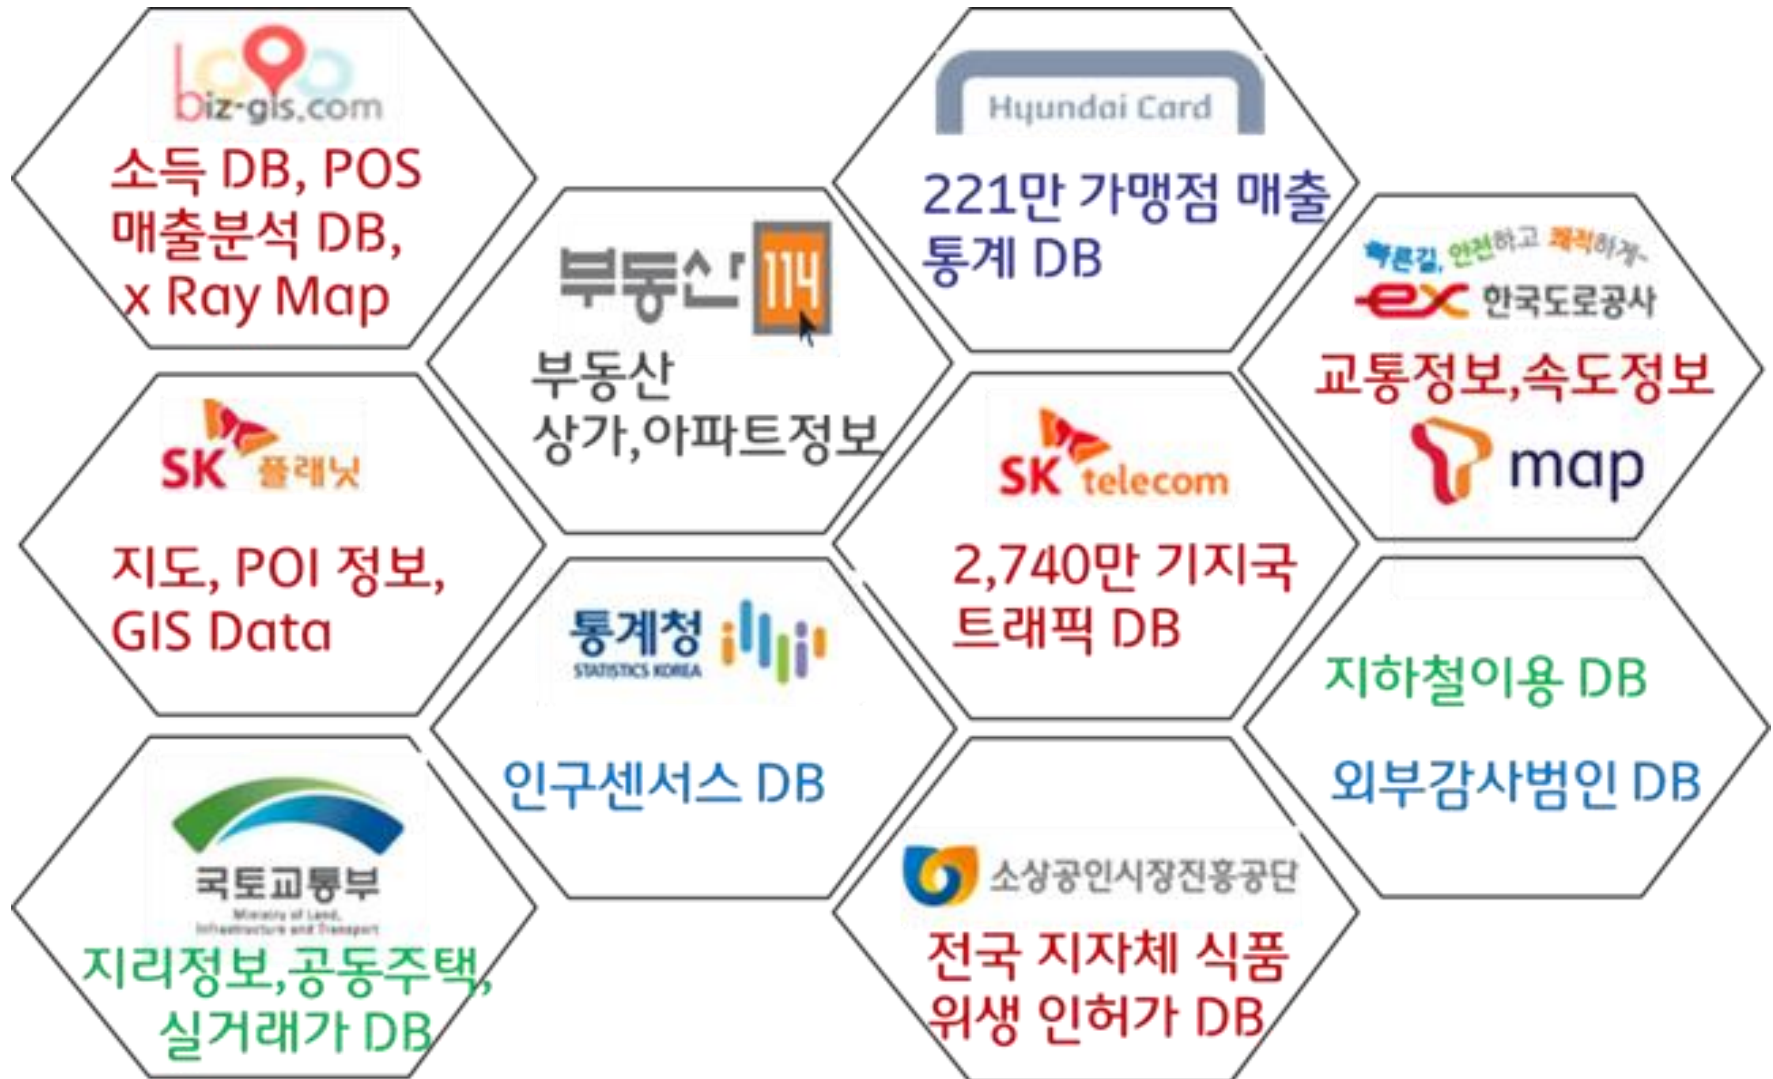 biz-gis.com
소득 DB, POS
매출분석 DB,
x Ray Map
부동산 114
부동산
상가,아파트정보
Hyundai Card
221만 가맹점 매출
통계 DB
빠른길, 안전하고 쾌적하게~
ex 한국도로공사
교통정보,속도정보
T map
SK 플래닛
지도, POI 정보,
GIS Data
통계청
STATISTICS KOREA
인구센서스 DB
SK telecom
2,740만 기지국
트래픽 DB
지하철이용 DB
외부감사범인 DB
국토교통부
Ministry of Land,
Infrastructure and Transport
지리정보,공동주택,
실거래가 DB
소상공인시장진흥공단
전국 지자체 식품
위생 인허가 DB